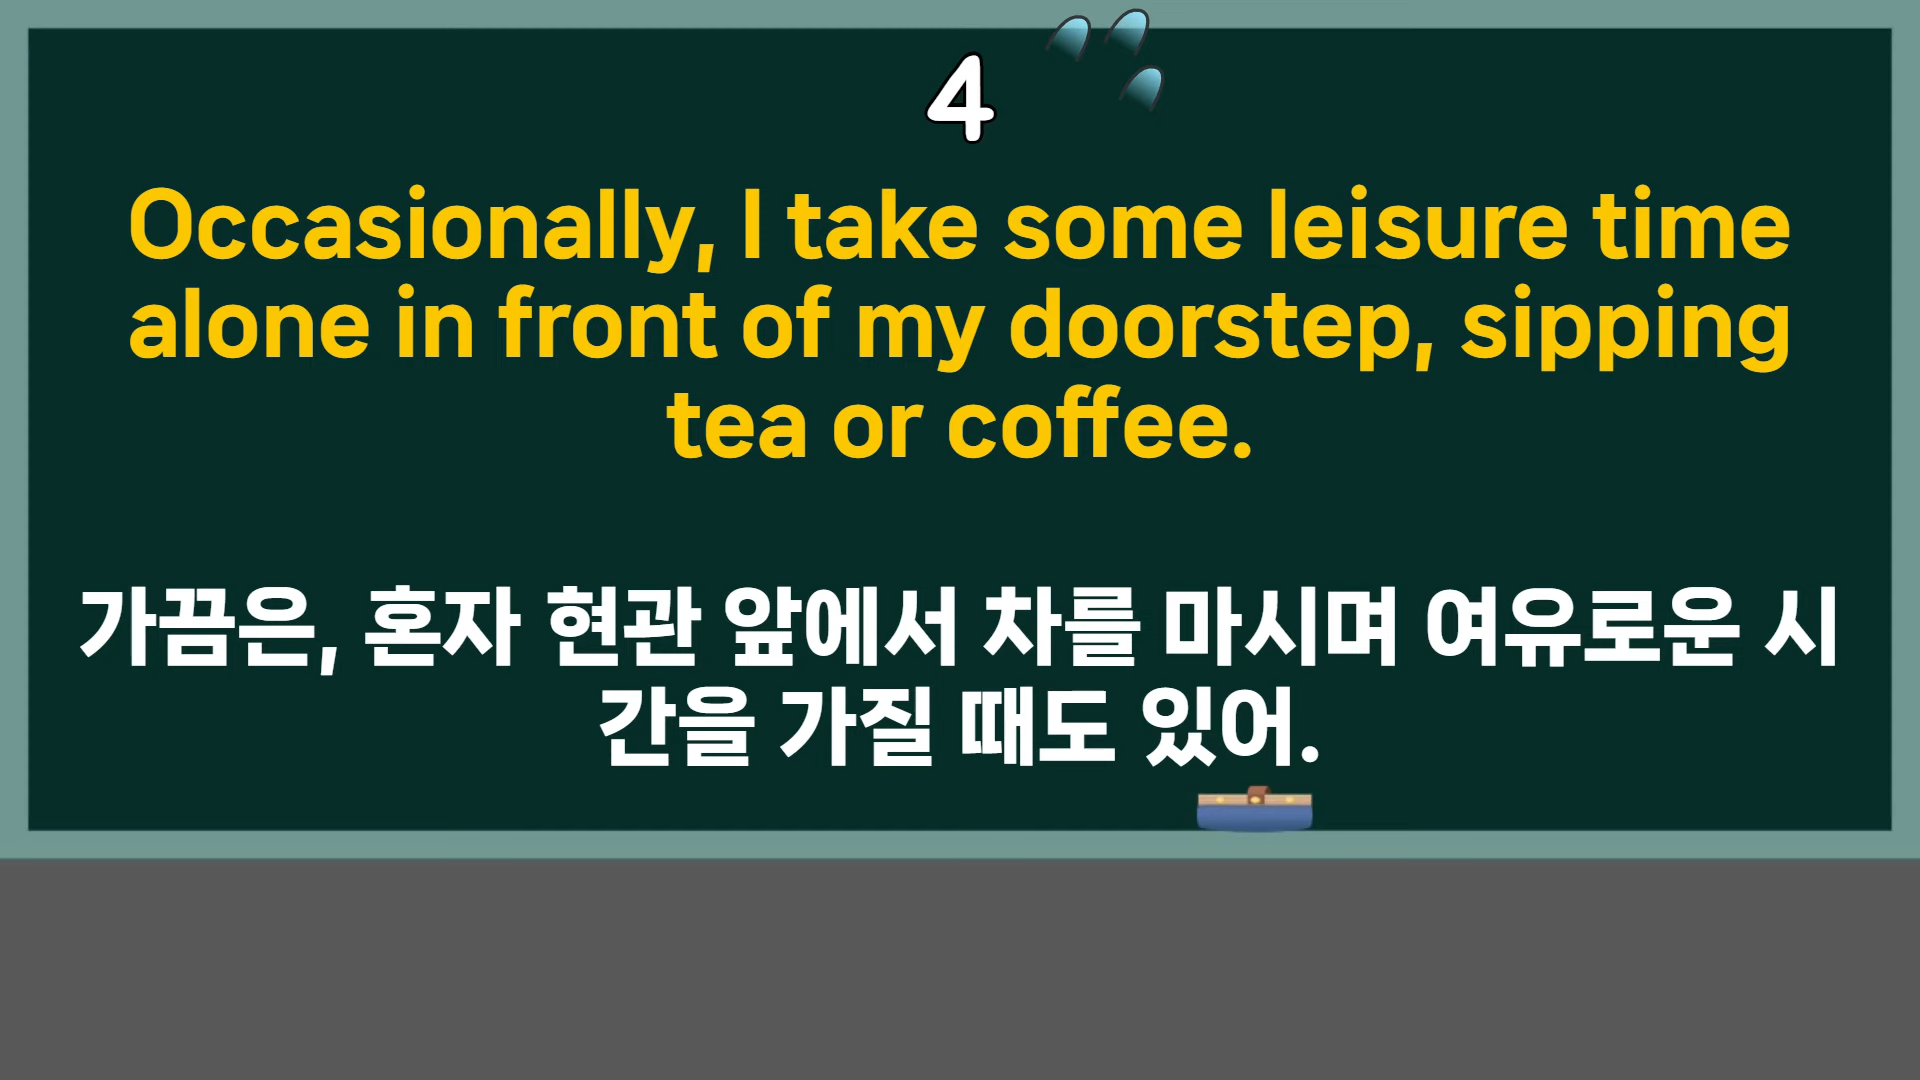 4
Occasionally, I take some leisure time
alone in front of my doorstep, sipping
tea or coffee.
가끔은, 혼자 현관 앞에서 차를 마시며 여유로운 시
간을 가질 때도 있어.